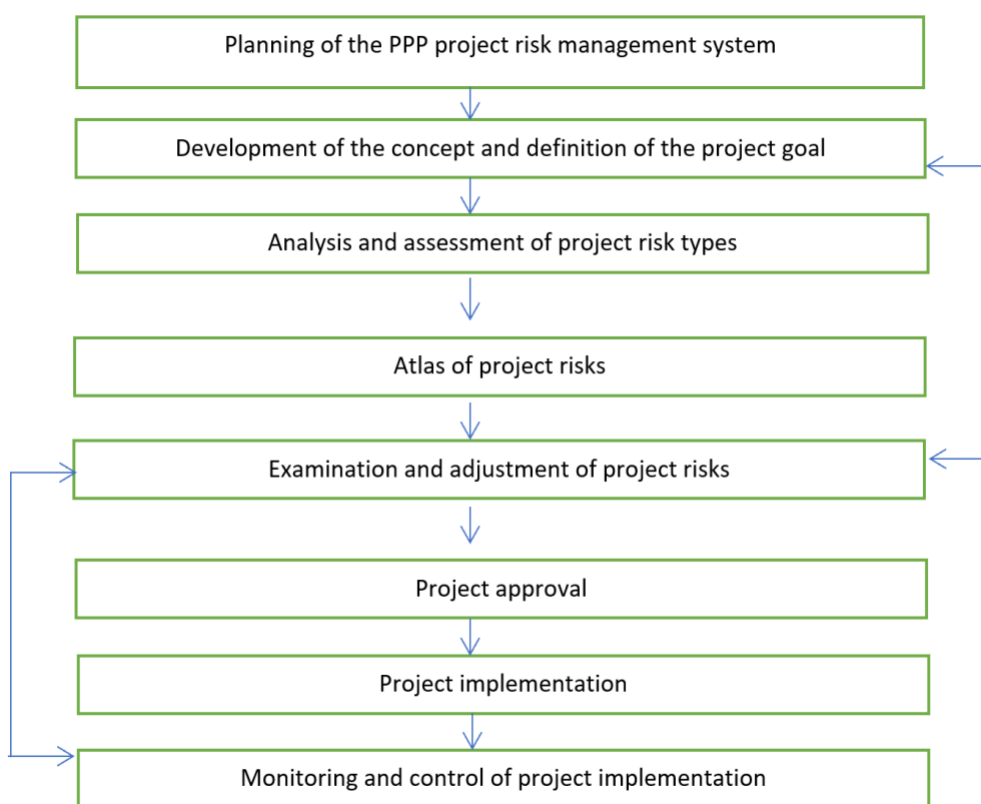 Planning of the PPP project risk management system
Development of the concept and definition of the project goal
Analysis and assessment of project risk types
Atlas of project risks
Examination and adjustment of project risks
Project approval
Project implementation
Monitoring and control of project implementation